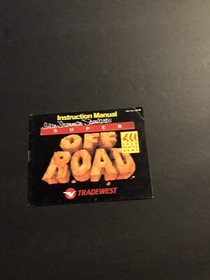 Instruction Manual
Ivan "Ironman" Stewart's
SUPER
OFF
ROAD
TRADEWEST